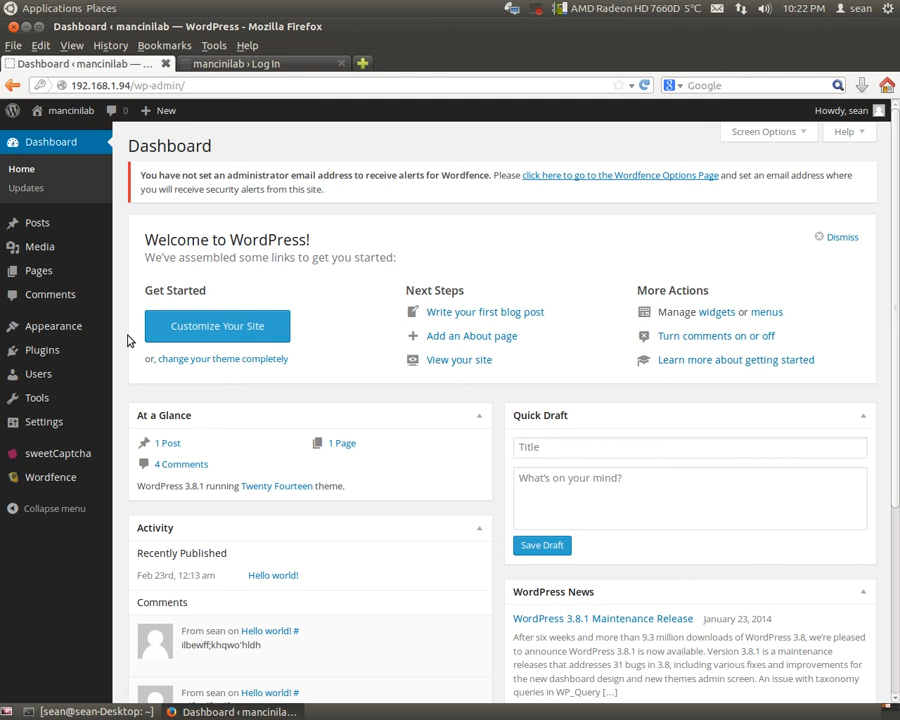 Applications Places AMD Radeon HD 7660D 5°C 10:22 PM sean
Dashboard ‹ mancinilab — WordPress - Mozilla Firefox
File Edit View History Bookmarks Tools Help
Dashboard ‹ mancinilab — ... mancinilab › Log In
192.168.1.94/wp-admin/ Google
mancinilab 0 New Howdy, sean
Dashboard
Home
Updates
Posts
Media
Pages
Comments
Appearance
Plugins
Users
Tools
Settings
sweetCaptcha
Wordfence
Collapse menu
Screen Options Help
Dashboard
You have not set an administrator email address to receive alerts for Wordfence. Please click here to go to the Wordfence Options Page and set an email address where
you will receive security alerts from this site.
Welcome to WordPress!
Dismiss
We've assembled some links to get you started:
Get Started
Customize Your Site
or, change your theme completely
Next Steps
Write your first blog post
Add an About page
View your site
More Actions
Manage widgets or menus
Turn comments on or off
Learn more about getting started
At a Glance
1 Post 1 Page
4 Comments
WordPress 3.8.1 running Twenty Fourteen theme.
Activity
Recently Published
Feb 23rd, 12:13 am Hello world!
Comments
From sean on Hello world! #
ilbewff;khqwo'hldh
From sean on Hello world! #
Quick Draft
Title
What's on your mind?
Save Draft
WordPress News
WordPress 3.8.1 Maintenance Release January 23, 2014
After six weeks and more than 9.3 million downloads of WordPress 3.8, we're pleased
to announce WordPress 3.8.1 is now available. Version 3.8.1 is a maintenance
releases that addresses 31 bugs in 3.8, including various fixes and improvements for
the new dashboard design and new themes admin screen. An issue with taxonomy
queries in WP_Query […]
[sean@sean-Desktop: ~] Dashboard ‹ mancinila...